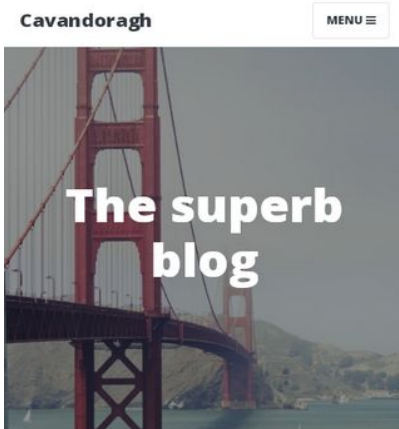 Cavandoragh
MENU ☰
The superb
blog